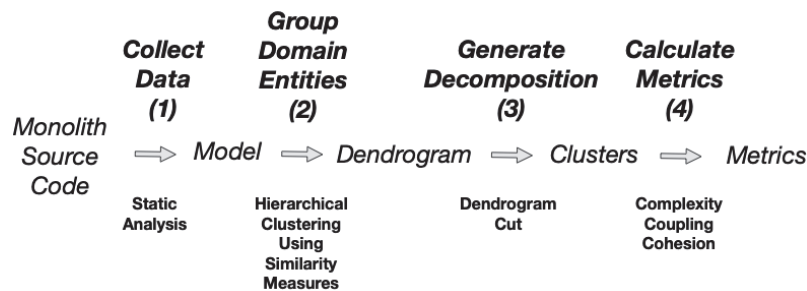 Collect
Data
(1)
Group
Domain
Entities
(2)
Generate
Decomposition
(3)
Calculate
Metrics
(4)
Monolith
Source
Code
Model
Dendrogram
Clusters
Metrics
Static
Analysis
Hierarchical
Clustering
Using
Similarity
Measures
Dendrogram
Cut
Complexity
Coupling
Cohesion